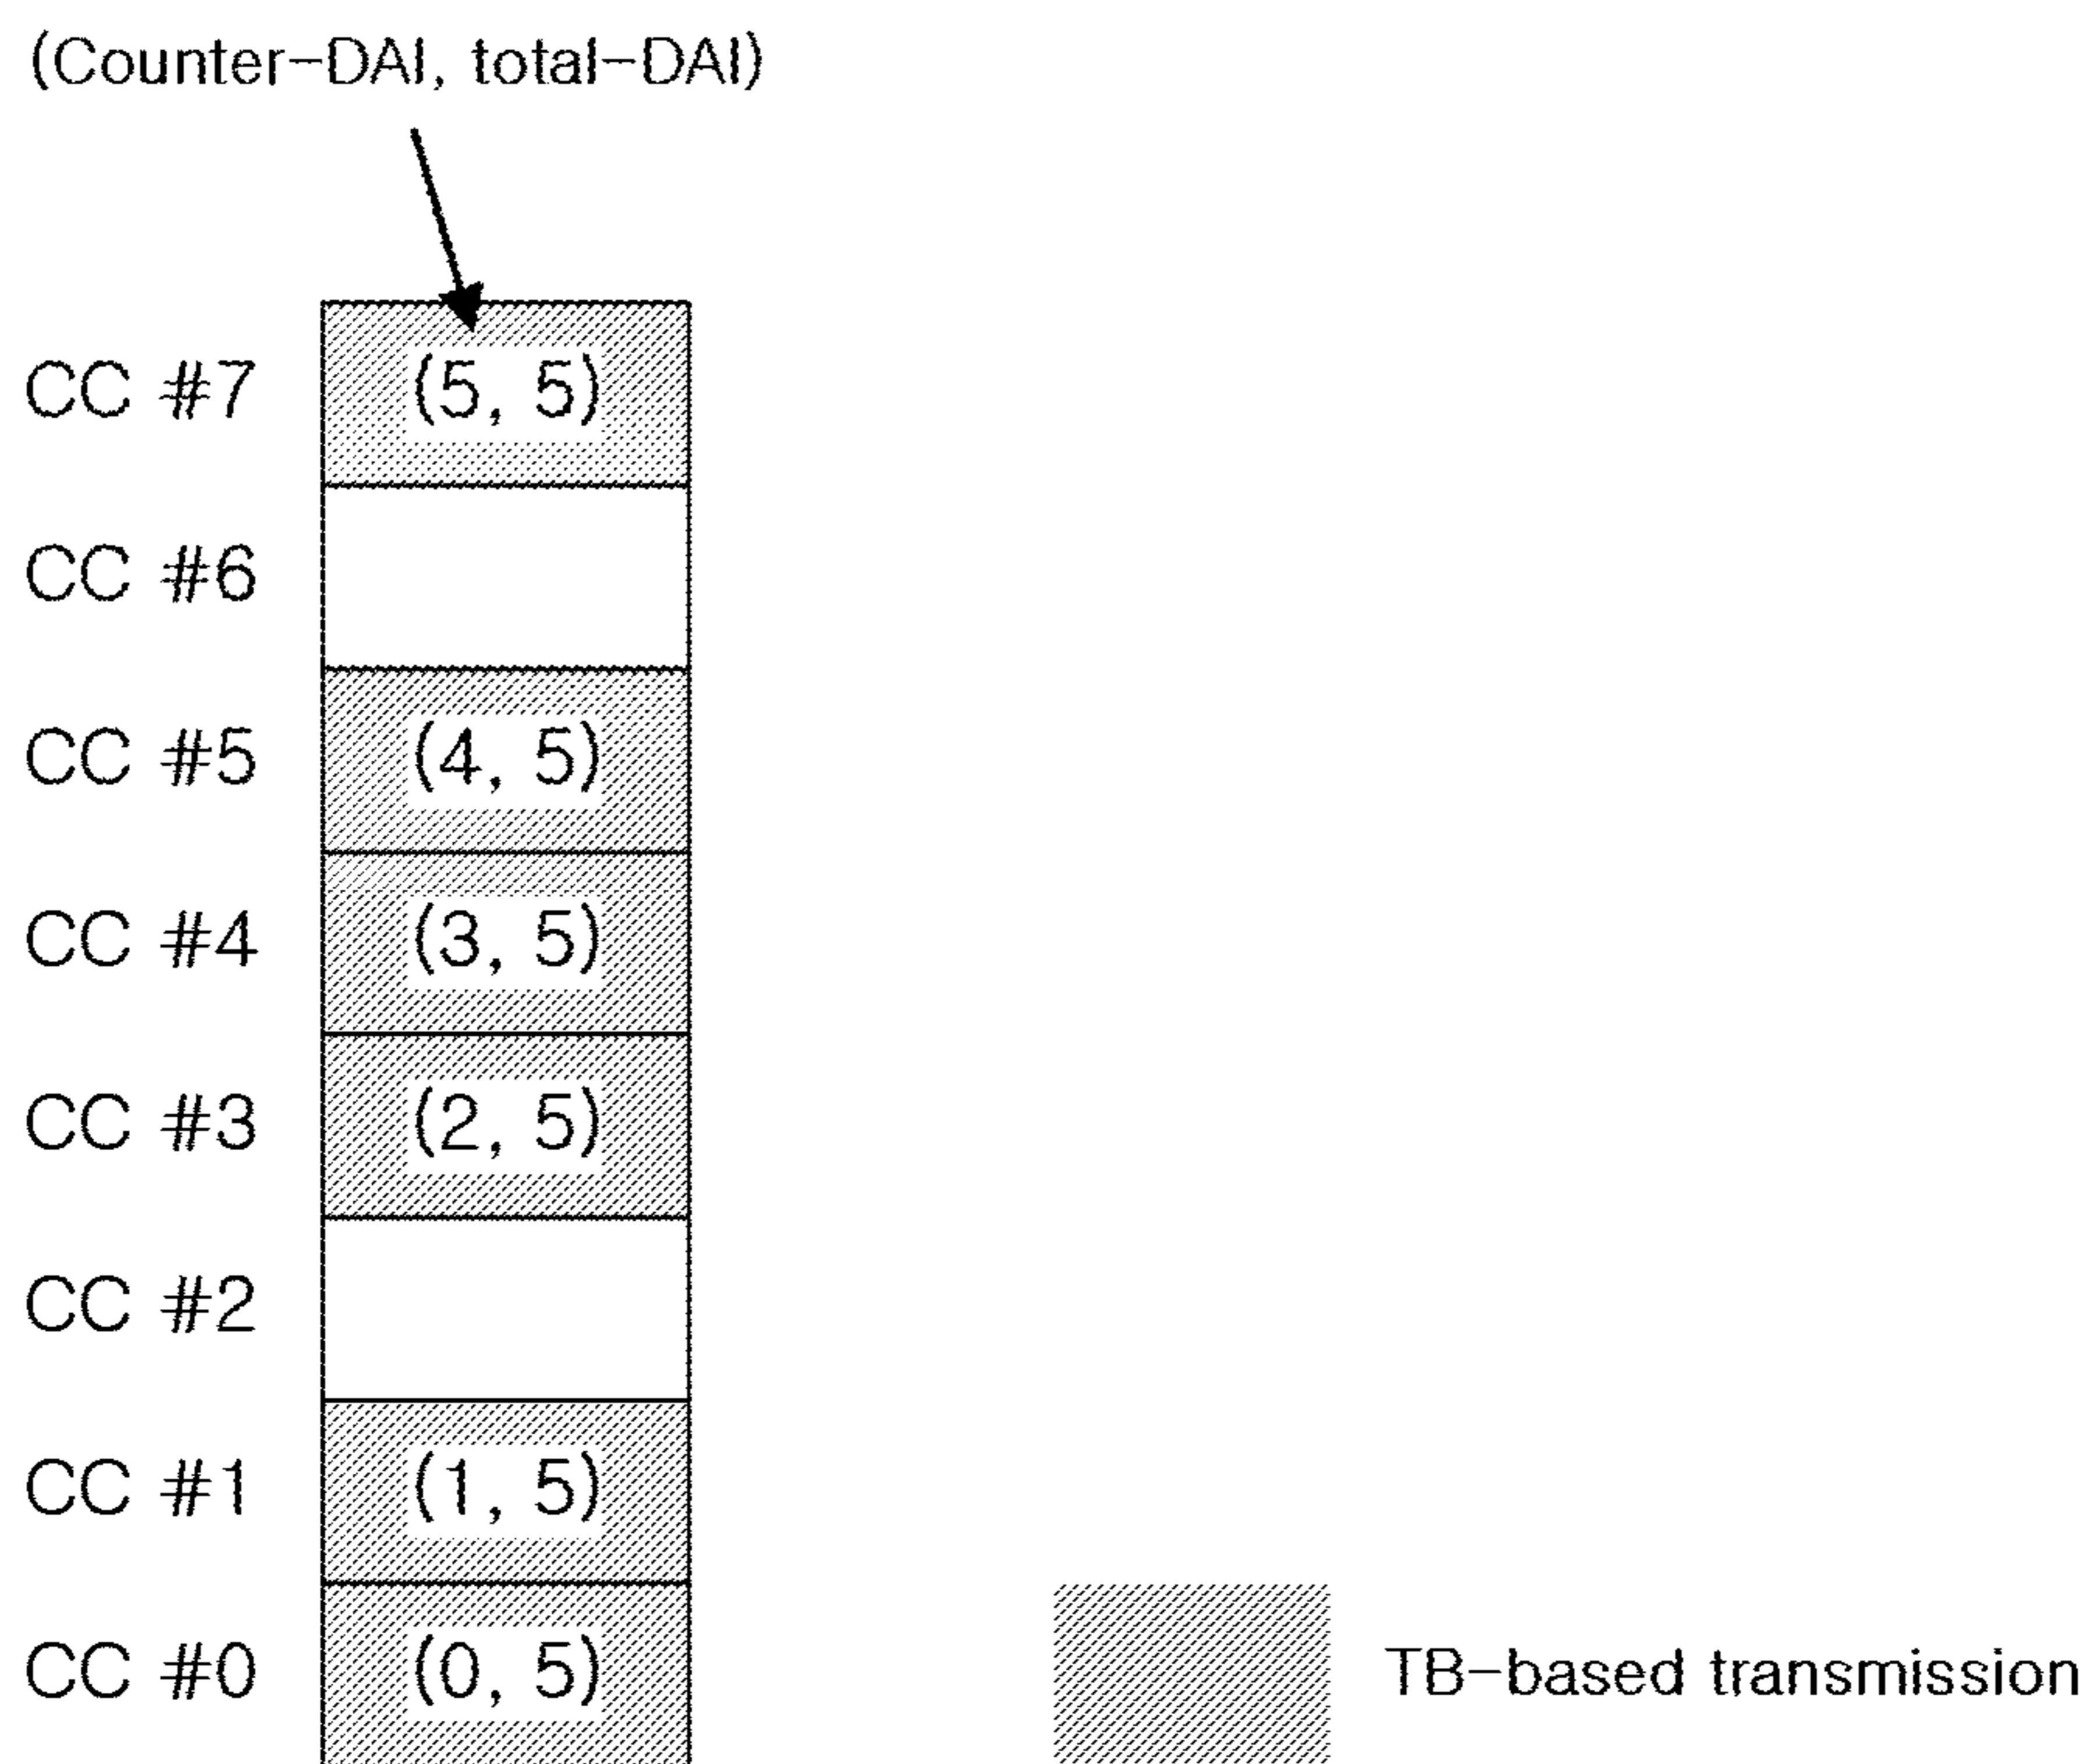 (Counter-DAI, total-DAI)
CC #7 (5, 5)
CC #6
CC #5 (4, 5)
CC #4 (3, 5)
CC #3 (2, 5)
CC #2
CC #1 (1, 5)
CC #0 (0, 5)
TB-based transmission